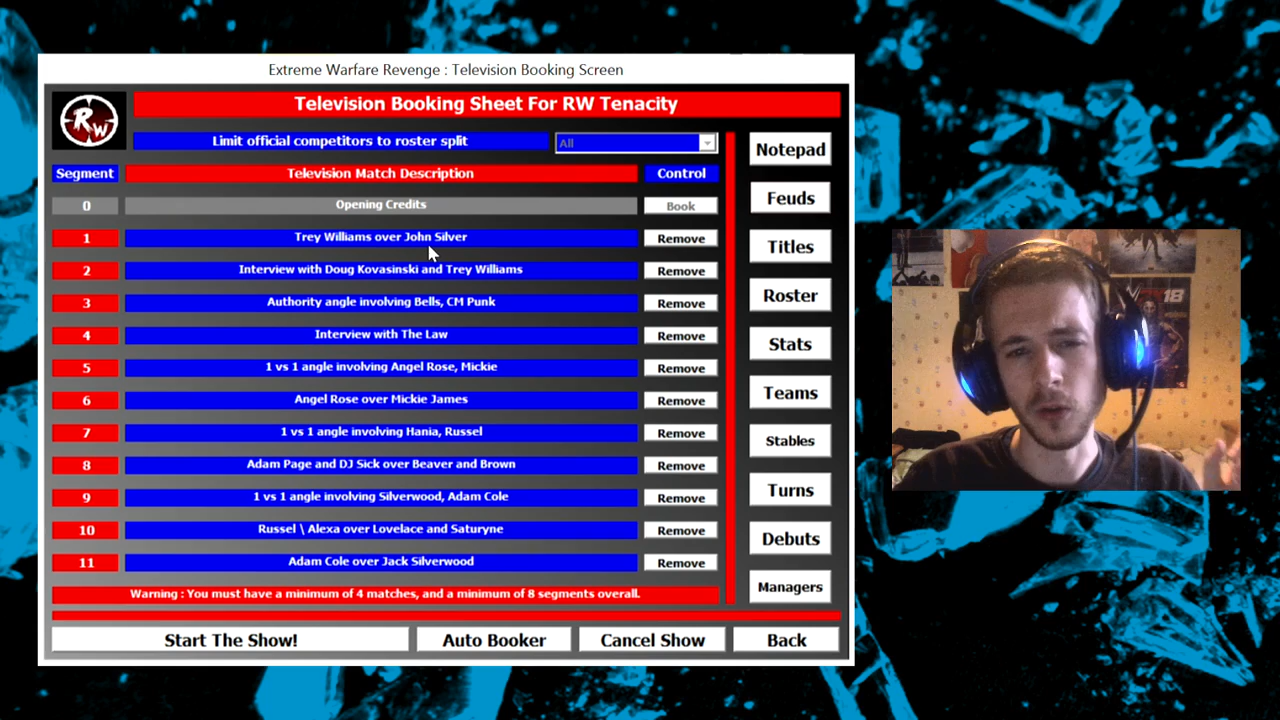 Extreme Warfare Revenge : Television Booking Screen
RW
Television Booking Sheet For RW Tenacity
Limit official competitors to roster split
All
Notepad
Segment
Television Match Description
Control
0
Opening Credits
Book
Feuds
1
Trey Williams over John Silver
Remove
Titles
2
Interview with Doug Kovasinski and Trey Williams
Remove
3
Authority angle involving Bells, CM Punk
Remove
Roster
4
Interview with The Law
Remove
Stats
5
1 vs 1 angle involving Angel Rose, Mickie
Remove
Teams
6
Angel Rose over Mickie James
Remove
7
1 vs 1 angle involving Hania, Russel
Remove
Stables
8
Adam Page and DJ Sick over Beaver and Brown
Remove
Turns
9
1 vs 1 angle involving Silverwood, Adam Cole
Remove
10
Russel \ Alexa over Lovelace and Saturyne
Remove
Debuts
11
Adam Cole over Jack Silverwood
Remove
Managers
Warning : You must have a minimum of 4 matches, and a minimum of 8 segments overall.
Start The Show!
Auto Booker
Cancel Show
Back
K18